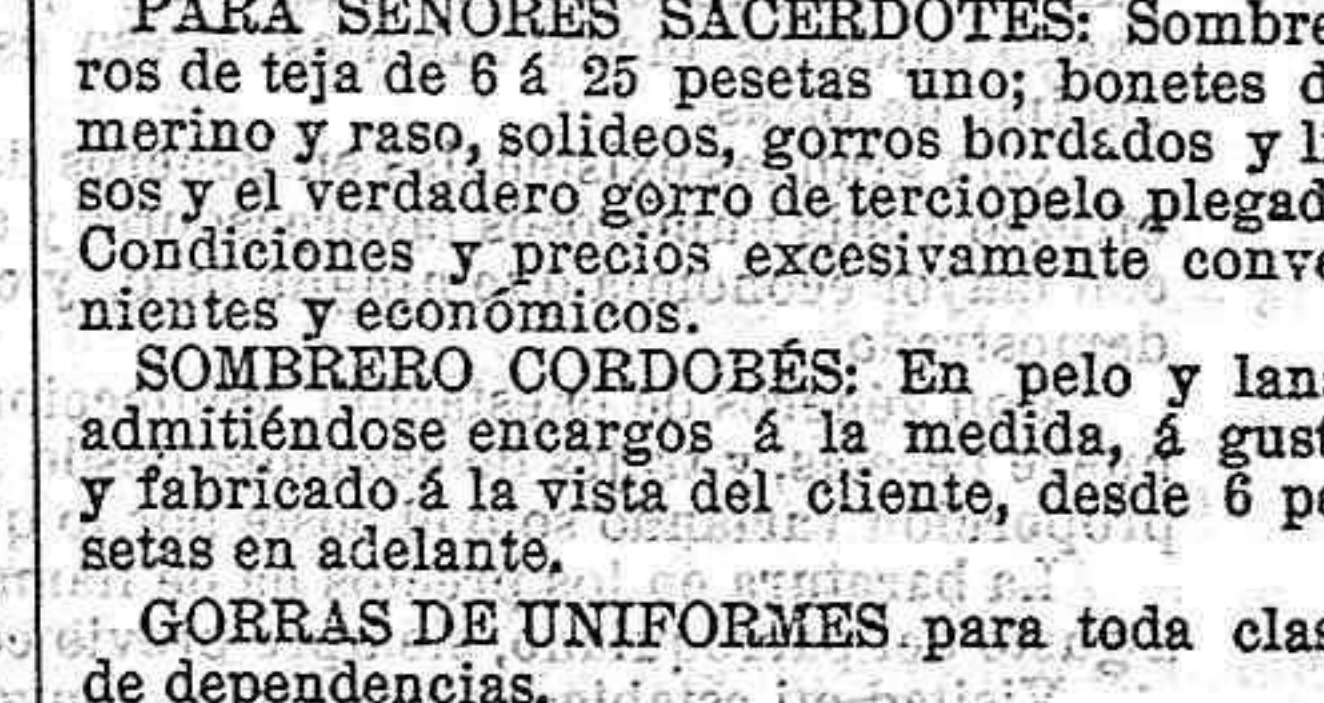 PARA SEÑORES SACERDOTES: Sombre
ros de teja de 6 á 25 pesetas uno; bonetes d
merino y raso, solideos, gorros bordados y li
sos y el verdadero gorro de terciopelo plegad
Condiciones y precios excesivamente conve
nientes y económicos.
SOMBRERO CORDOBÉS: En pelo y lana
admitiéndose encargos á la medida, á gust
y fabricado á la vista del cliente, desde 6 pe
setas en adelante.
GORRAS DE UNIFORMES para toda clas
de dependencias.